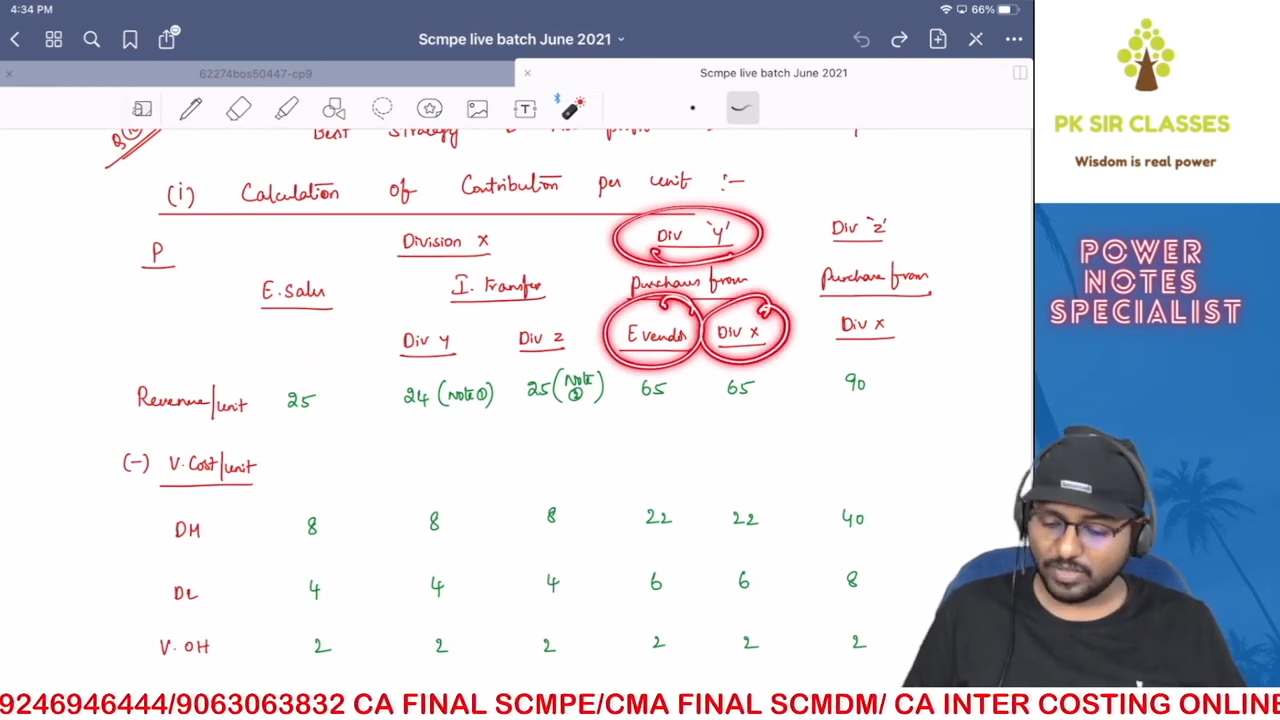 4:34 PM
66%
Scmpe live batch June 2021
62274bos50447-cp9
Scmpe live batch June 2021
Best Strategy
(i) Calculation Of Contribution per unit :-
P Division X Div 'y' Div 'z'
E.Sales I. transfer Purchases from Purchase from
Div y Div z E vendor Div x Div x
Revenue/unit 25 24 (Note ①) 25 (Note ②) 65 65 90
(-) V.Cost/unit
DM 8 8 8 22 22 40
DL 4 4 4 6 6 8
V.OH 2 2 2 2 2 2
PK SIR CLASSES
Wisdom is real power
POWER
NOTES
SPECIALIST
9246946444/9063063832 CA FINAL SCMPE/CMA FINAL SCMDM/ CA INTER COSTING ONLINE